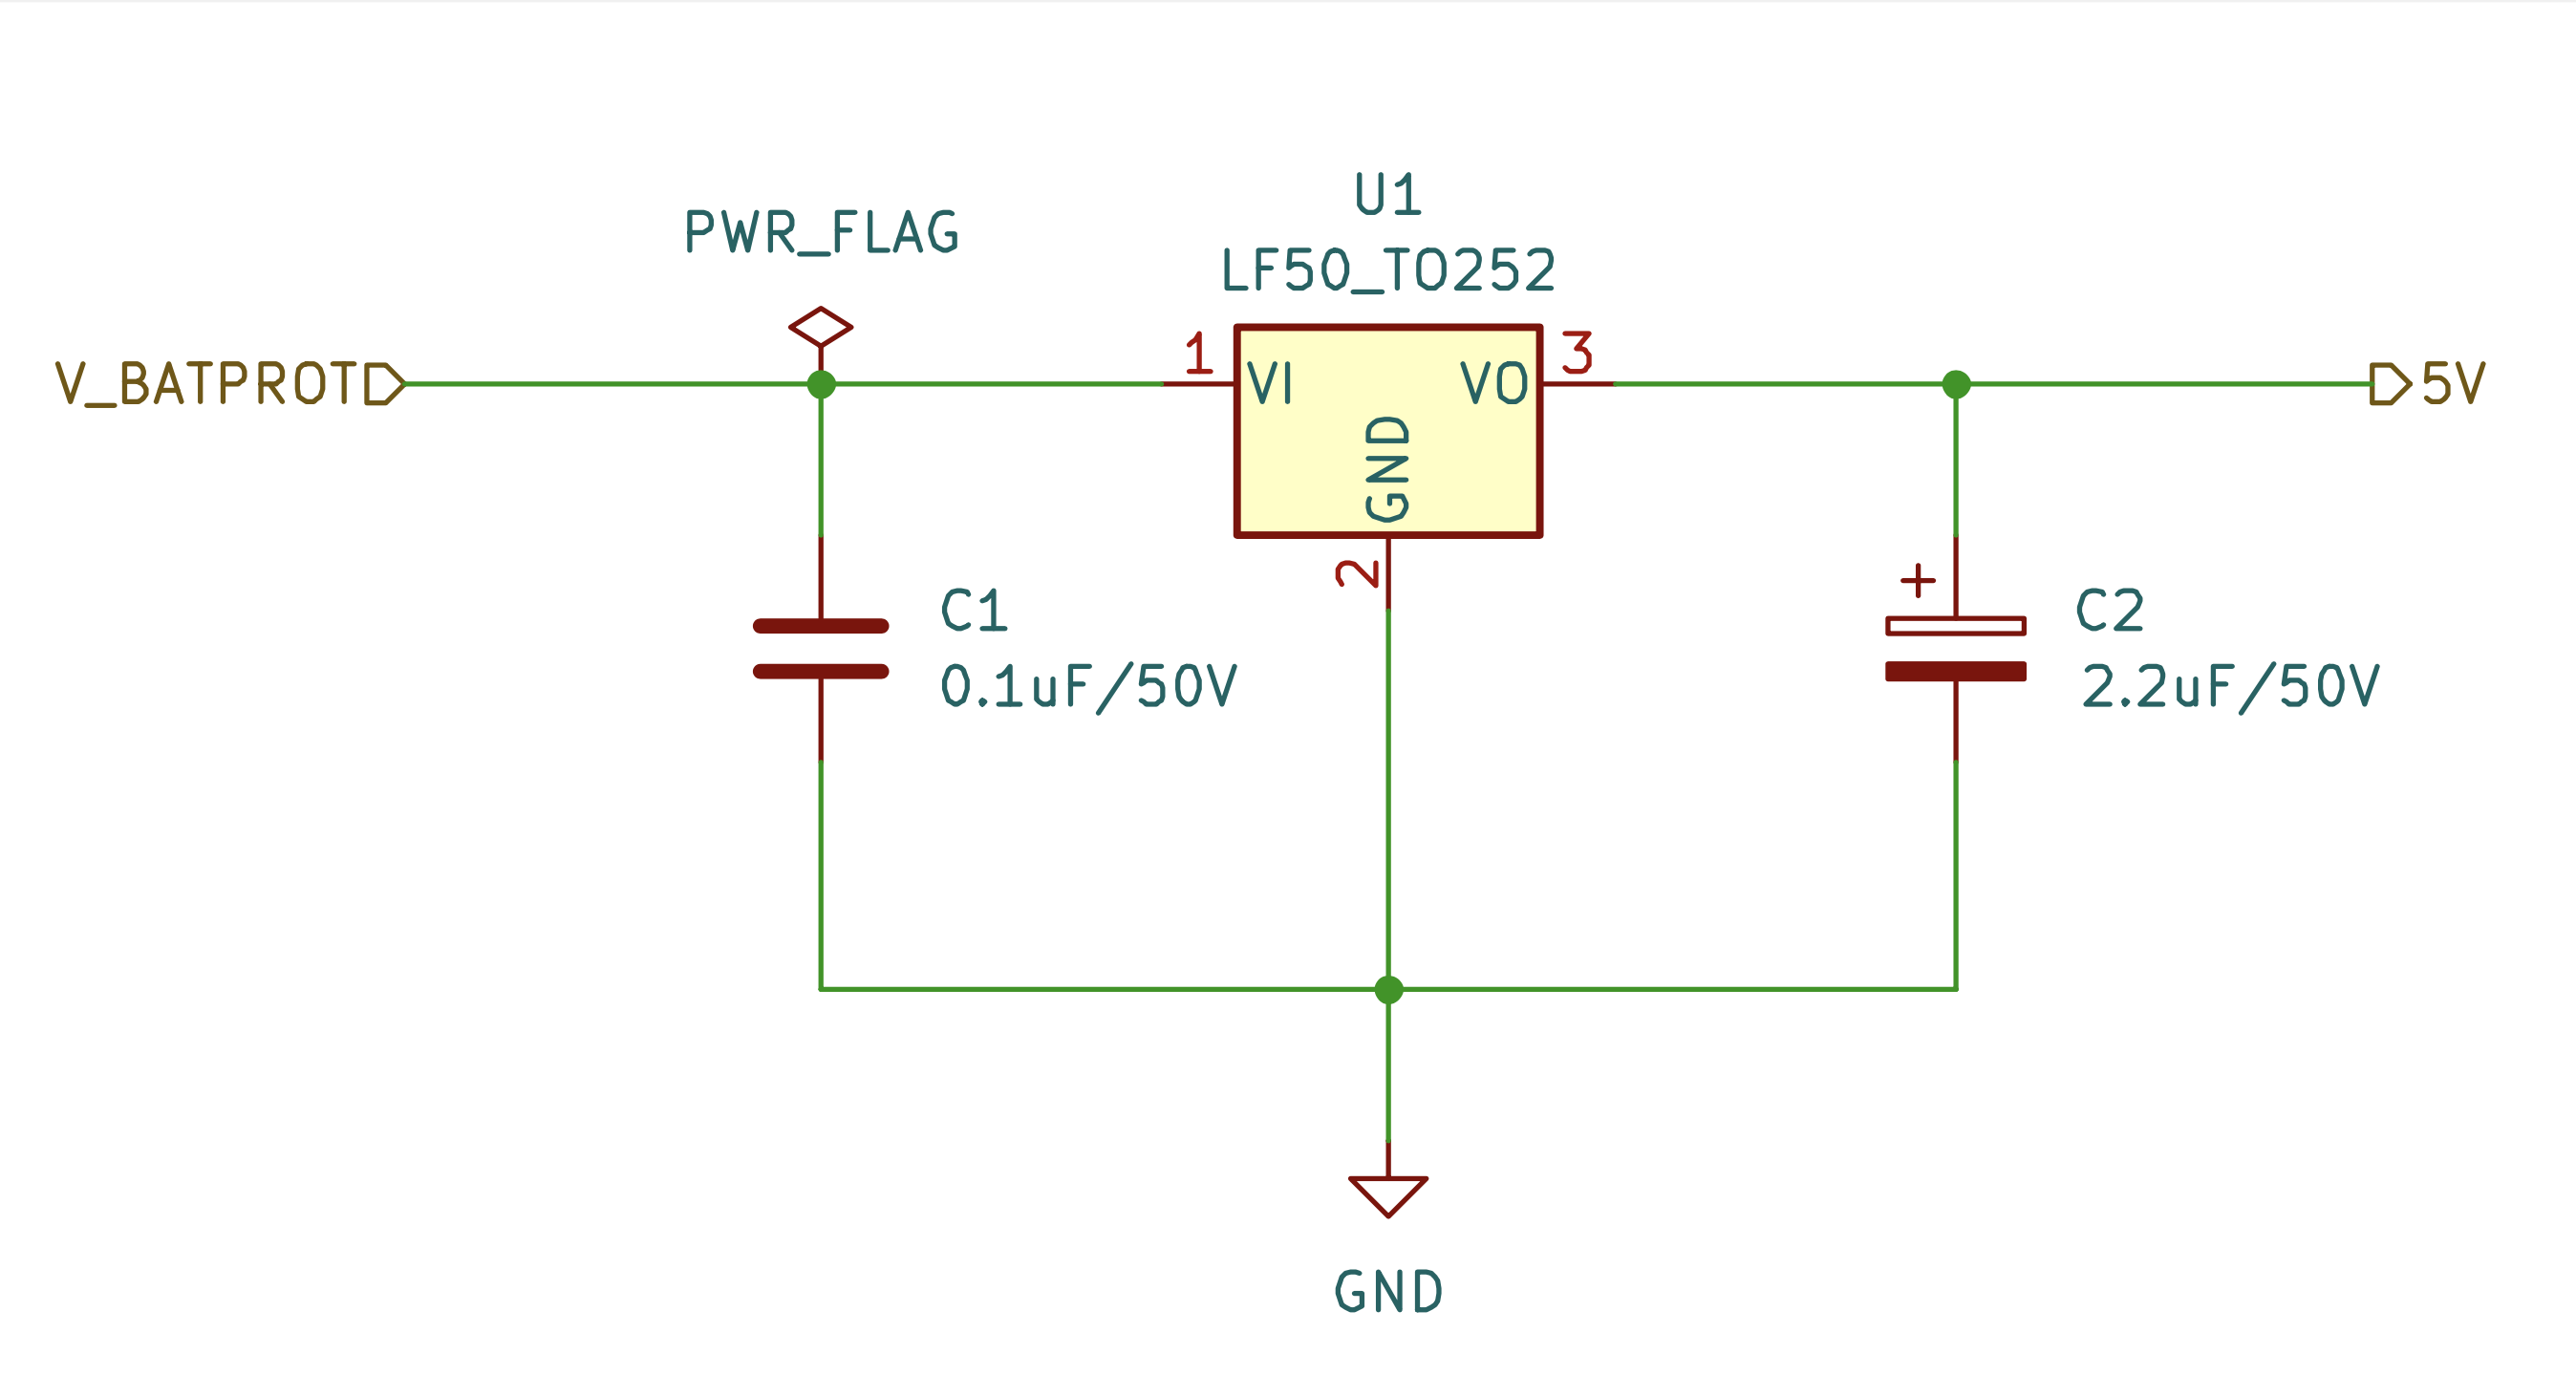 U1
PWR_FLAG
LF50_TO252
V_BATPROT
1
VI
VO
3
5V
GND
2
C1
0.1uF/50V
+
C2
2.2uF/50V
GND